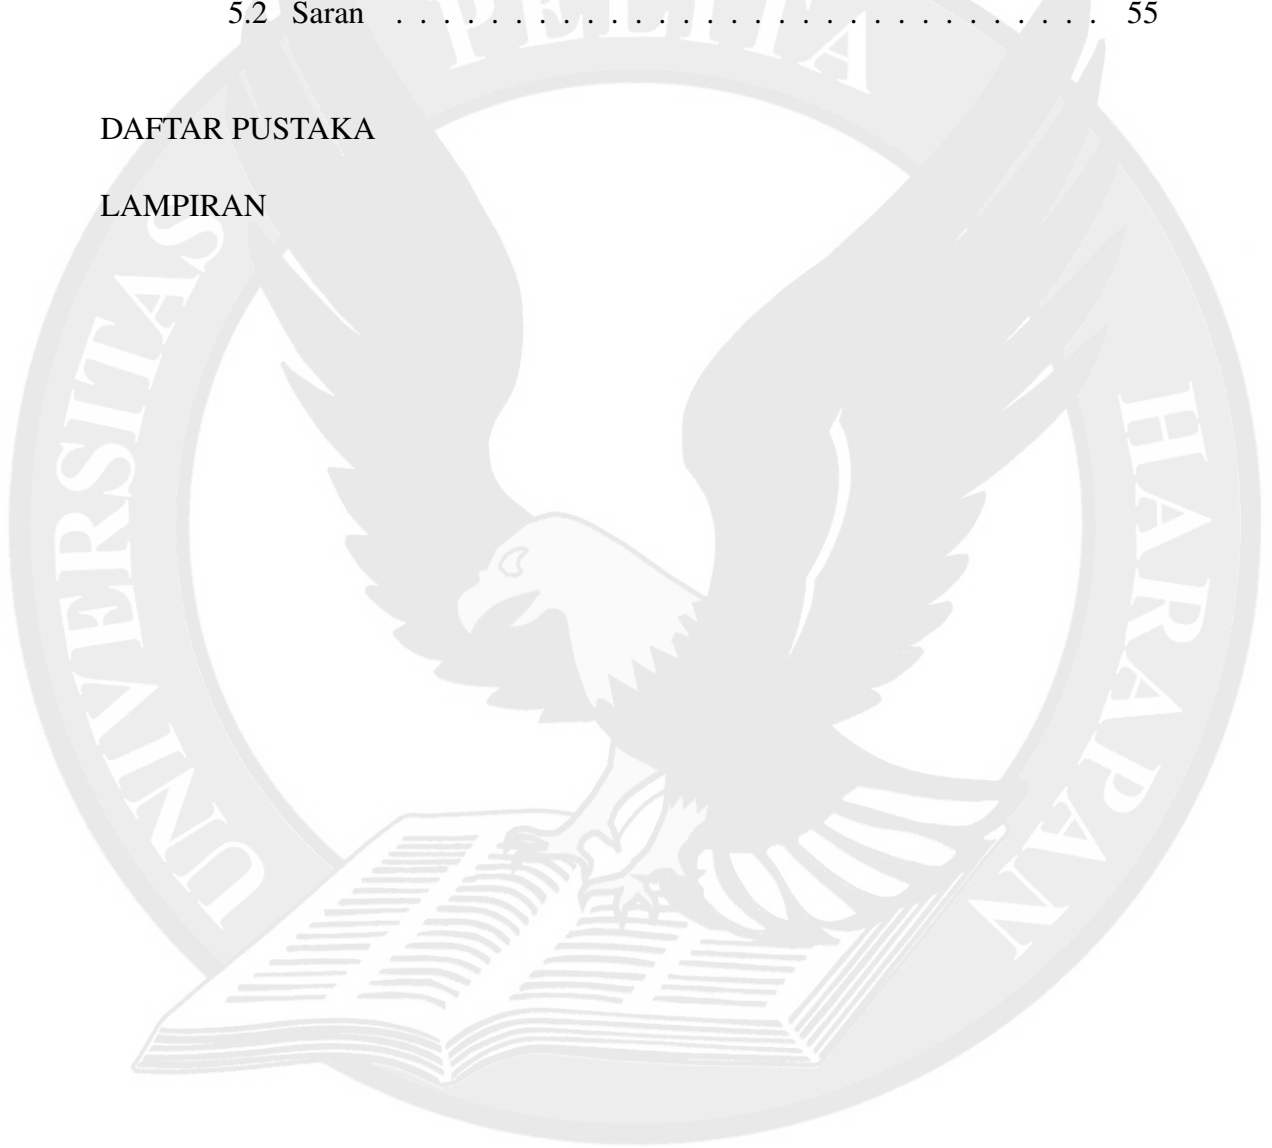 5.2 Saran . . . . . . . . . . . . . . . . . . . . . . . . . . . . . . . . . . . 55
DAFTAR PUSTAKA
LAMPIRAN
UNIVERSITAS PELITA HARAPAN